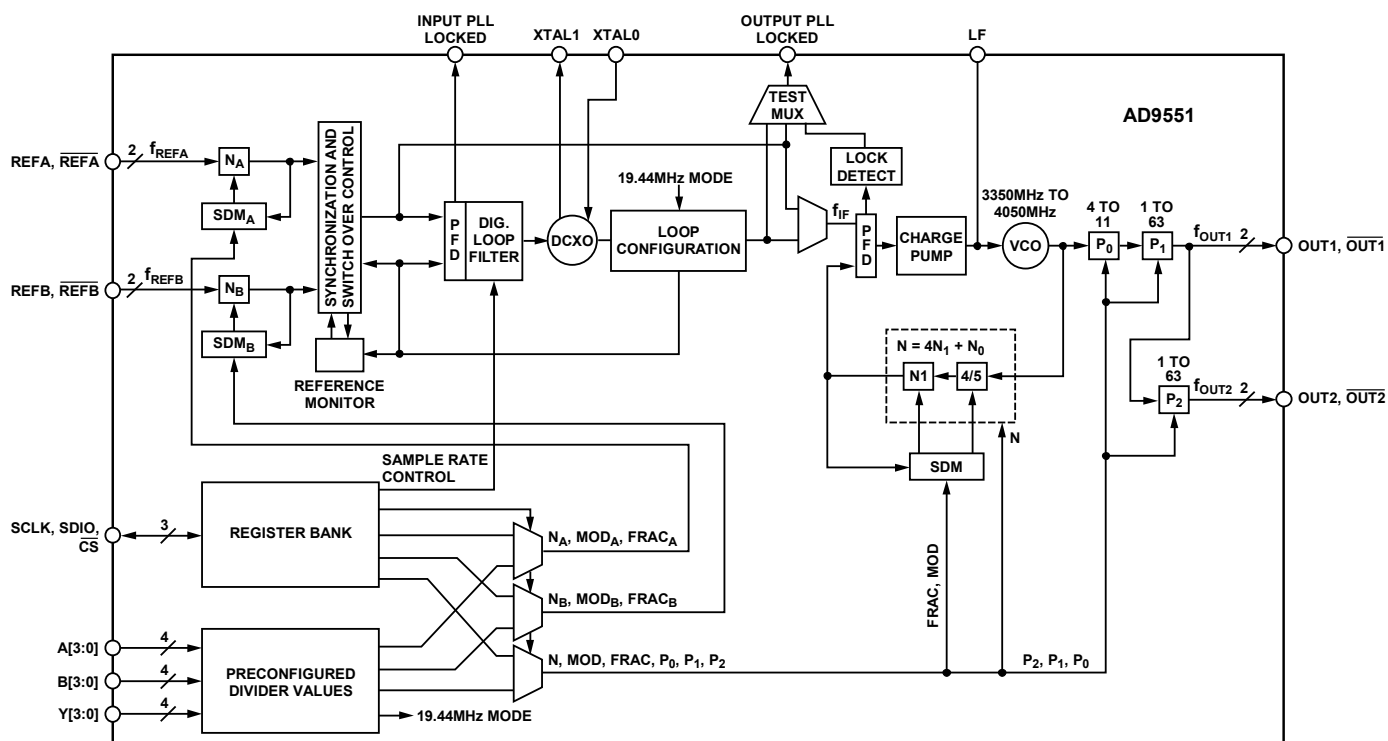 INPUT PLL
LOCKED
XTAL1
XTAL0
OUTPUT PLL
LOCKED
LF
AD9551
TEST
MUX
LOCK
DETECT
REFA, REFA
2
fREFA
NA
SDMA
REFB, REFB
2
fREFB
NB
SDMB
SYNCHRONIZATION AND
SWITCH OVER CONTROL
REFERENCE
MONITOR
PFD
DIG.
LOOP
FILTER
DCXO
19.44MHz MODE
LOOP
CONFIGURATION
fIF
PFD
CHARGE
PUMP
3350MHz TO
4050MHz
VCO
4 TO
11
P0
1 TO
63
P1
fOUT1
2
OUT1, OUT1
N = 4N1 + N0
N1
4/5
N
SDM
1 TO
63
P2
fOUT2
2
OUT2, OUT2
SAMPLE RATE
CONTROL
SCLK, SDIO,
CS
3
REGISTER BANK
NA, MODA, FRACA
NB, MODB, FRACB
N, MOD, FRAC, P0, P1, P2
FRAC, MOD
P2, P1, P0
A[3:0]
4
B[3:0]
4
Y[3:0]
4
PRECONFIGURED
DIVIDER VALUES
19.44MHz MODE